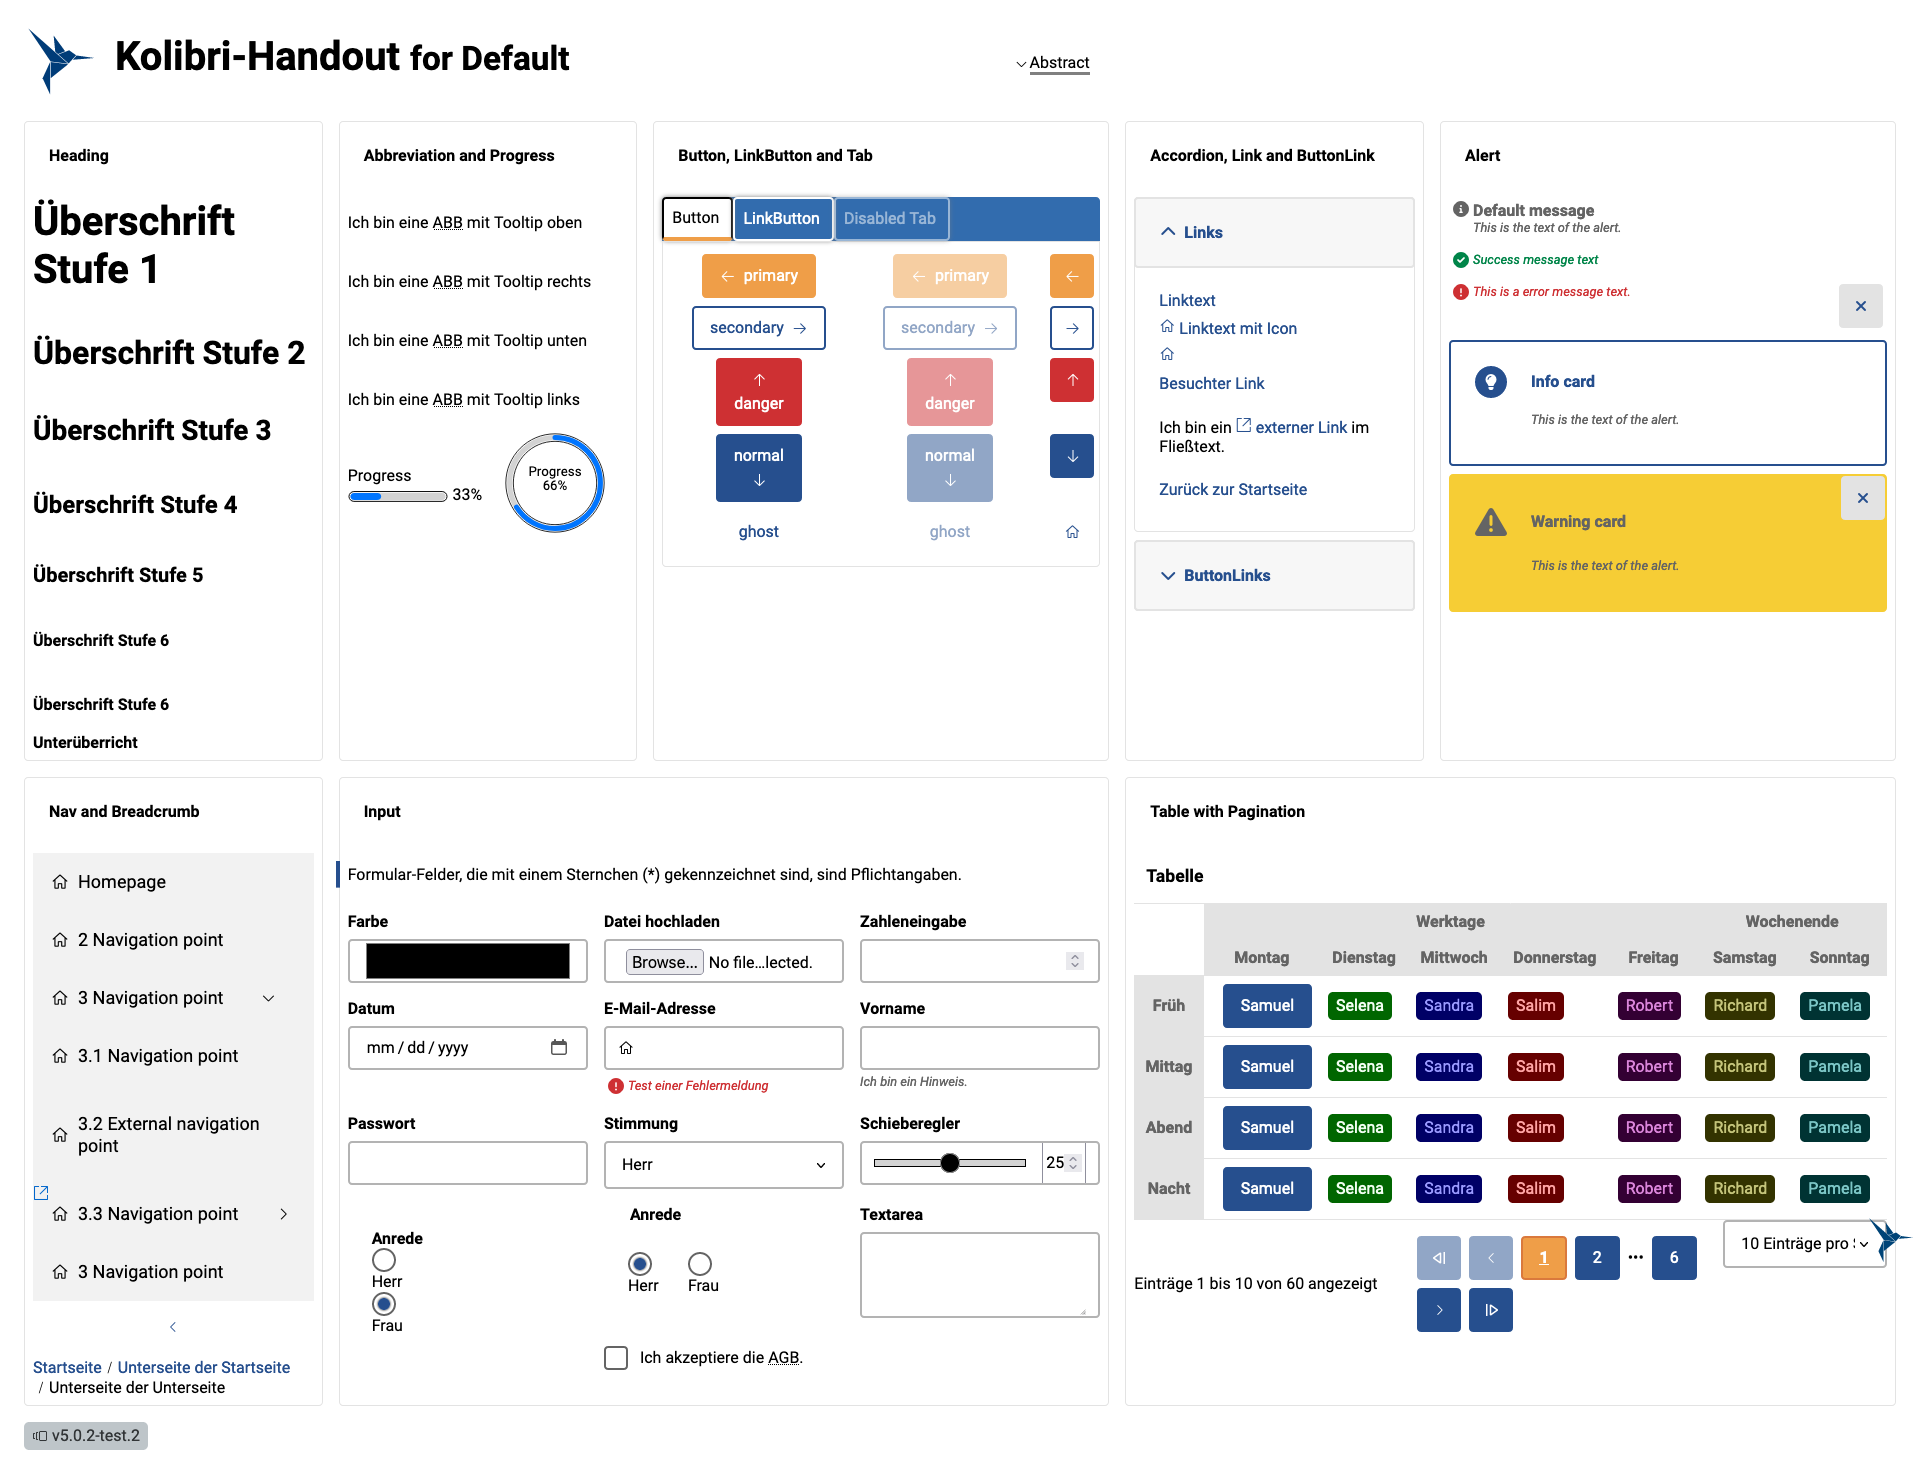 Kolibri-Handout for Default
Abstract
Heading
Überschrift
Stufe 1
Überschrift Stufe 2
Überschrift Stufe 3
Überschrift Stufe 4
Überschrift Stufe 5
Überschrift Stufe 6
Überschrift Stufe 6
Unterüberricht
Abbreviation and Progress
Ich bin eine ABB mit Tooltip oben
Ich bin eine ABB mit Tooltip rechts
Ich bin eine ABB mit Tooltip unten
Ich bin eine ABB mit Tooltip links
Progress
33%
Progress
66%
Button, LinkButton and Tab
Button LinkButton Disabled Tab
primary primary
secondary secondary
danger danger
normal normal
ghost ghost
Accordion, Link and ButtonLink
Links
Linktext
Linktext mit Icon
Besuchter Link
Ich bin ein externer Link im
Fließtext.
Zurück zur Startseite
ButtonLinks
Alert
Default message
This is the text of the alert.
Success message text
This is a error message text.
Info card
This is the text of the alert.
Warning card
This is the text of the alert.
Nav and Breadcrumb
Homepage
2 Navigation point
3 Navigation point
3.1 Navigation point
3.2 External navigation
point
3.3 Navigation point
3 Navigation point
Startseite / Unterseite der Startseite
/ Unterseite der Unterseite
Input
Formular-Felder, die mit einem Sternchen (*) gekennzeichnet sind, sind Pflichtangaben.
Farbe Datei hochladen Zahleneingabe
Browse... No file...lected.
Datum E-Mail-Adresse Vorname
mm / dd / yyyy
Test einer Fehlermeldung
Ich bin ein Hinweis.
Passwort Stimmung Schieberegler
Herr 25
Anrede
Herr
Frau
Anrede
Herr Frau
Textarea
Ich akzeptiere die AGB.
Table with Pagination
Tabelle
Werktage Wochenende
Montag Dienstag Mittwoch Donnerstag Freitag Samstag Sonntag
Früh Samuel Selena Sandra Salim Robert Richard Pamela
Mittag Samuel Selena Sandra Salim Robert Richard Pamela
Abend Samuel Selena Sandra Salim Robert Richard Pamela
Nacht Samuel Selena Sandra Salim Robert Richard Pamela
Einträge 1 bis 10 von 60 angezeigt
1 2 ··· 6
10 Einträge pro
v5.0.2-test.2